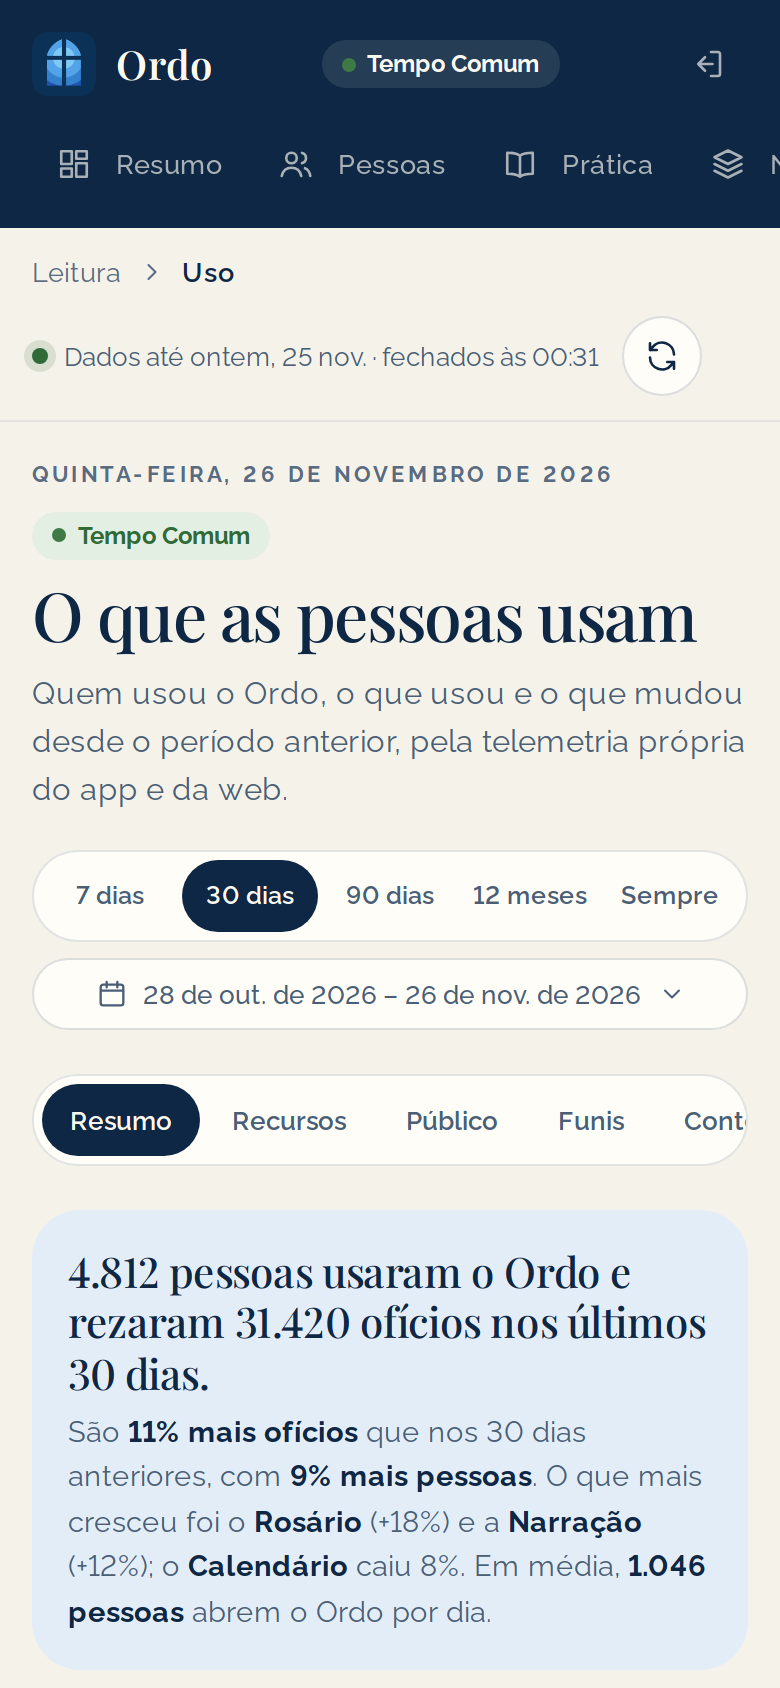 Ordo
Tempo Comum
Resumo Pessoas Prática
Leitura > Uso
Dados até ontem, 25 nov. · fechados às 00:31
QUINTA-FEIRA, 26 DE NOVEMBRO DE 2026
Tempo Comum
O que as pessoas usam
Quem usou o Ordo, o que usou e o que mudou
desde o período anterior, pela telemetria própria
do app e da web.
7 dias 30 dias 90 dias 12 meses Sempre
28 de out. de 2026 – 26 de nov. de 2026
Resumo Recursos Público Funis
4.812 pessoas usaram o Ordo e
rezaram 31.420 ofícios nos últimos
30 dias.
São 11% mais ofícios que nos 30 dias
anteriores, com 9% mais pessoas. O que mais
cresceu foi o Rosário (+18%) e a Narração
(+12%); o Calendário caiu 8%. Em média, 1.046
pessoas abrem o Ordo por dia.